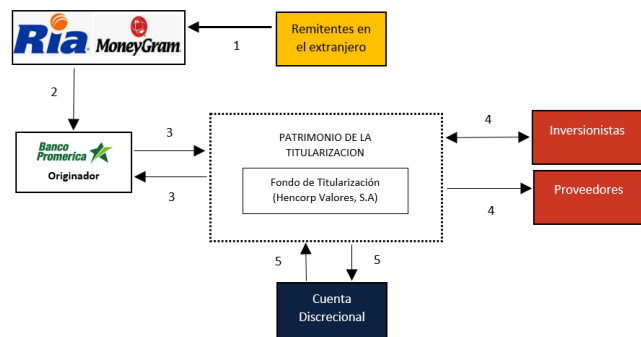 Ria
MoneyGram
1
Remitentes en
el extranjero
2
Banco
Promerica
Originador
3
3
PATRIMONIO DE LA
TITULARIZACION
Fondo de Titularización
(Hencorp Valores, S.A)
4
Inversionistas
4
Proveedores
5
5
Cuenta
Discrecional